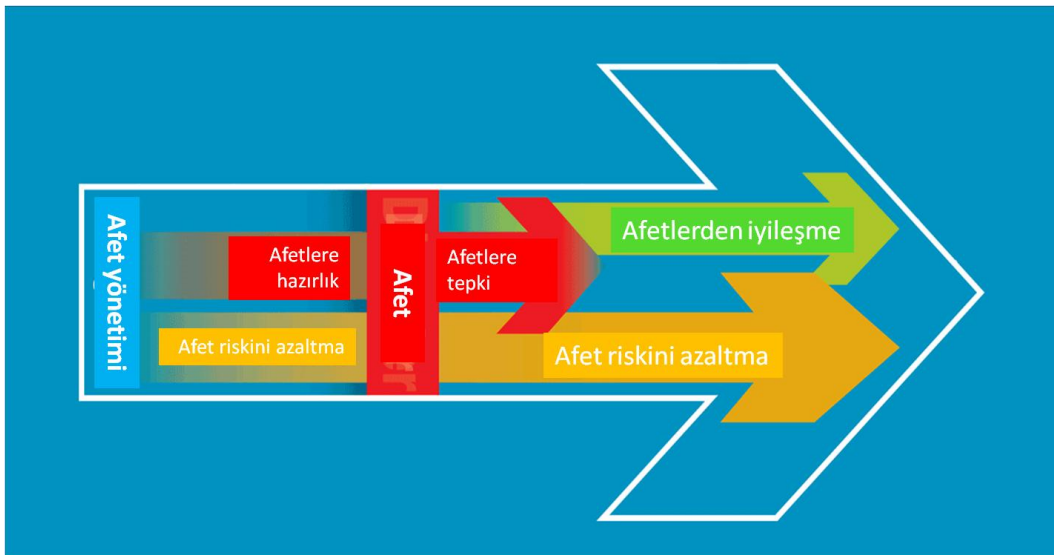 Afet yönetimi
Afetlere
hazırlık
Afet riskini azaltma
Afet
Afetlere
tepki
Afetlerden iyileşme
Afet riskini azaltma